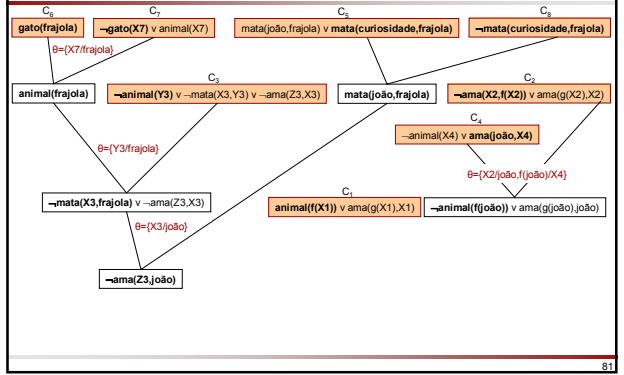 C6 C7 C5 C8
gato(frajola) ¬gato(X7) v animal(X7) mata(joão,frajola) v mata(curiosidade,frajola) ¬mata(curiosidade,frajola)
θ={X7/frajola}
C3 C2
animal(frajola) ¬animal(Y3) v ¬mata(X3,Y3) v ¬ama(Z3,X3) mata(joão,frajola) ¬ama(X2,f(X2)) v ama(g(X2),X2)
C4
¬animal(X4) v ama(joão,X4)
θ={Y3/frajola}
θ={X2/joão,f(joão)/X4}
C1
¬mata(X3,frajola) v ¬ama(Z3,X3) animal(f(X1)) v ama(g(X1),X1) ¬animal(f(joão)) v ama(g(joão),joão)
θ={X3/joão}
¬ama(Z3,joão)
81